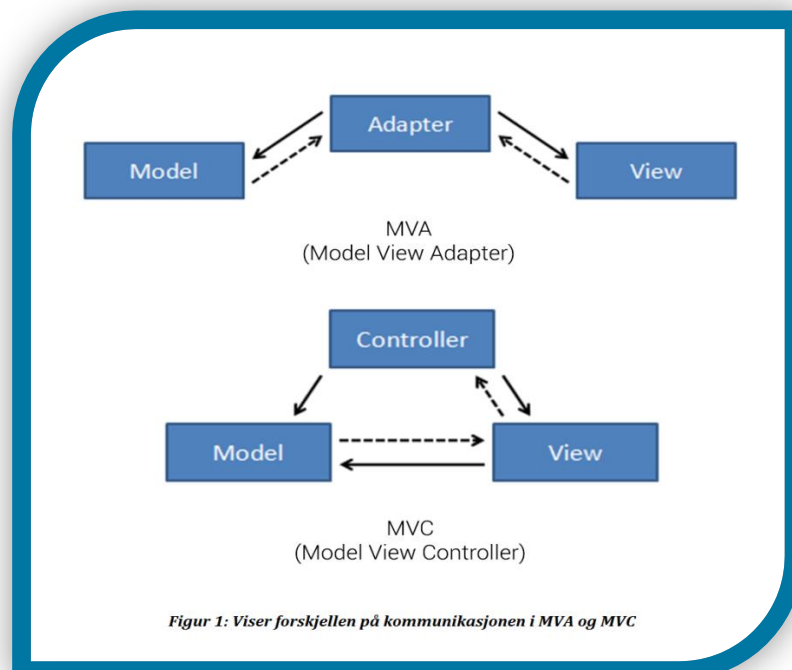 Adapter
Model
View
MVA
(Model View Adapter)
Controller
Model
View
MVC
(Model View Controller)
Figur 1: Viser forskjellen på kommunikasjonen i MVA og MVC